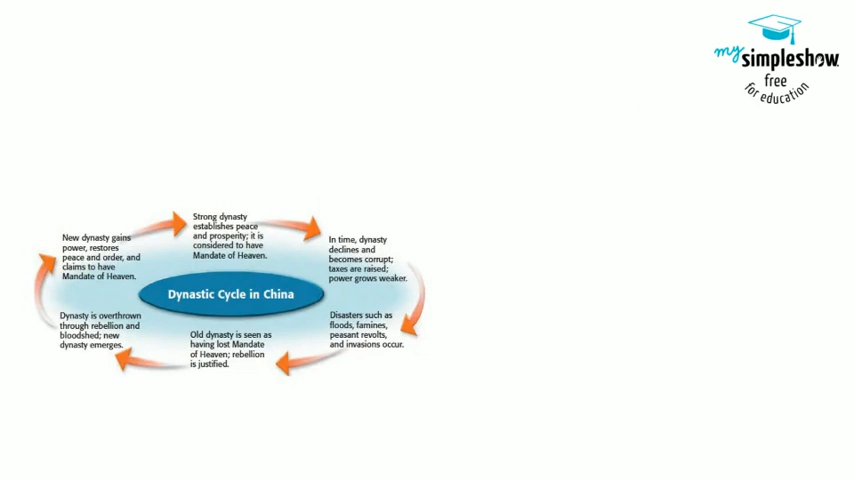 my
simpleshow
free
for education
Strong dynasty
establishes peace
and prosperity; it is
considered to have
Mandate of Heaven.
In time, dynasty
declines and
becomes corrupt;
taxes are raised;
power grows weaker.
Disasters such as
floods, famines,
peasant revolts,
and invasions occur.
Old dynasty is seen as
having lost Mandate
of Heaven; rebellion
is justified.
Dynasty is overthrown
through rebellion and
bloodshed; new
dynasty emerges.
New dynasty gains
power, restores
peace and order, and
claims to have
Mandate of Heaven.
Dynastic Cycle in China